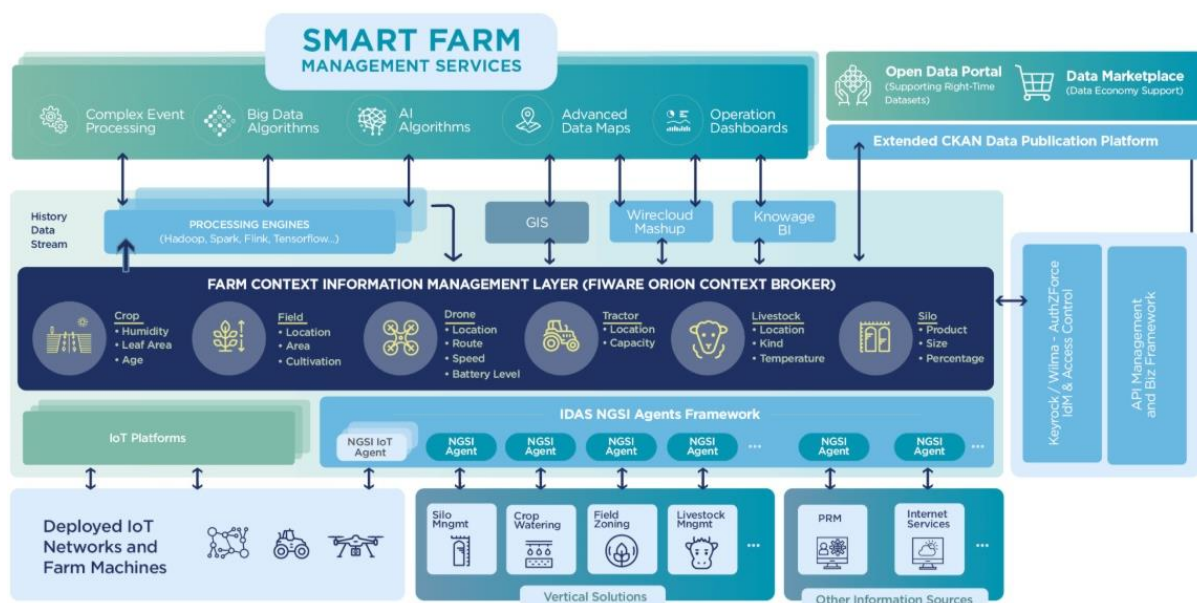 SMART FARM
MANAGEMENT SERVICES
Complex Event
Processing
Big Data
Algorithms
AI
Algorithms
Advanced
Data Maps
Operation
Dashboards
Open Data Portal
(Supporting Right-Time
Datasets)
Data Marketplace
(Data Economy Support)
Extended CKAN Data Publication Platform
History
Data
Stream
PROCESSING ENGINES
(Hadoop, Spark, Flink, Tensorflow...)
GIS
Wirecloud
Mashup
Knowage
BI
FARM CONTEXT INFORMATION MANAGEMENT LAYER (FIWARE ORION CONTEXT BROKER)
Crop
• Humidity
• Leaf Area
• Age
Field
• Location
• Area
• Cultivation
Drone
• Location
• Route
• Speed
• Battery Level
Tractor
• Location
• Capacity
Livestock
• Location
• Kind
• Temperature
Silo
• Product
• Size
• Percentage
Keyrock / Wilma - AuthZForce
IdM & Access Control
API Management
and Biz Framework
IoT Platforms
IDAS NGSI Agents Framework
NGSI IoT
Agent
NGSI
Agent
NGSI
Agent
NGSI
Agent
NGSI
Agent
...
NGSI
Agent
NGSI
Agent
...
Deployed IoT
Networks and
Farm Machines
Silo
Mngmt
Crop
Watering
Field
Zoning
Livestock
Mngmt
...
Vertical Solutions
PRM
Internet
Services
...
Other Information Sources